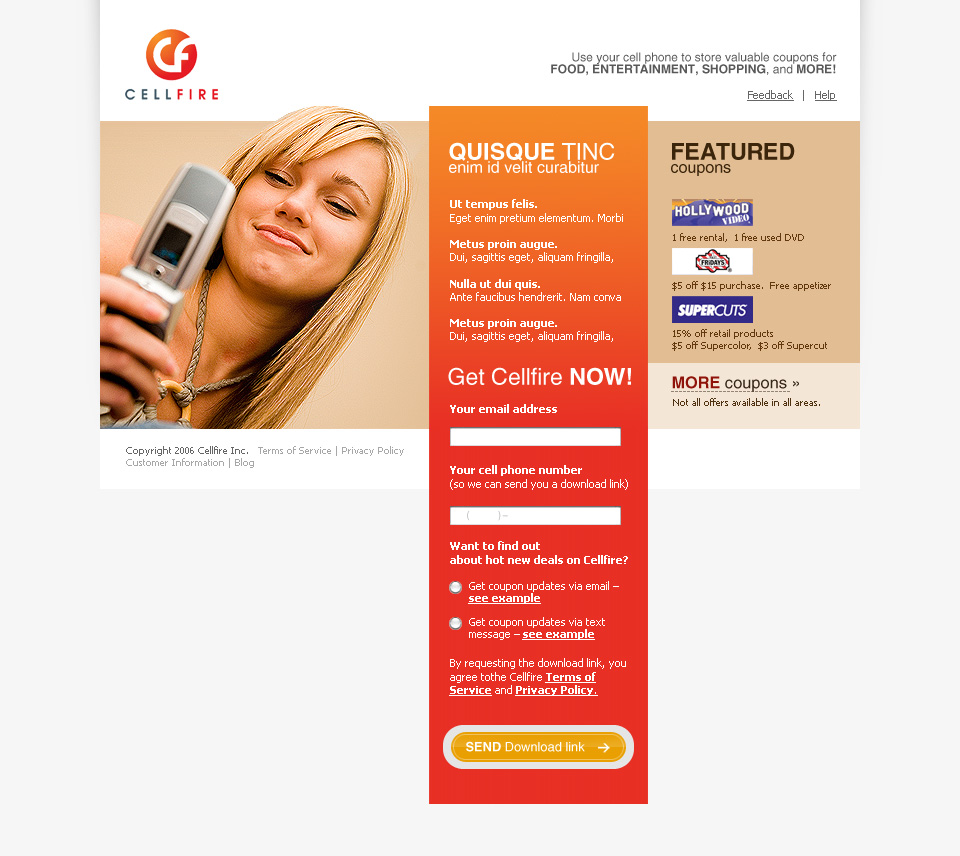 CF
CELLFIRE
Use your cell phone to store valuable coupons for
FOOD, ENTERTAINMENT, SHOPPING, and MORE!
Feedback | Help
QUISQUE TINC
enim id velit curabitur
Ut tempus felis.
Eget enim pretium elementum. Morbi
Metus proin augue.
Dui, sagittis eget, aliquam fringilla,
Nulla ut dui quis.
Ante faucibus hendrerit. Nam conva
Metus proin augue.
Dui, sagittis eget, aliquam fringilla,
Get Cellfire NOW!
Your email address
Your cell phone number
(so we can send you a download link)
( )–
Want to find out
about hot new deals on Cellfire?
Get coupon updates via email –
see example
Get coupon updates via text
message – see example
By requesting the download link, you
agree tothe Cellfire Terms of
Service and Privacy Policy.
SEND Download link →
FEATURED
coupons
HOLLYWOOD
VIDEO
1 free rental, 1 free used DVD
FRIDAY'S
$5 off $15 purchase. Free appetizer
SUPERCUTS
15% off retail products
$5 off Supercolor, $3 off Supercut
MORE coupons »
Not all offers available in all areas.
Copyright 2006 Cellfire Inc. Terms of Service | Privacy Policy
Customer Information | Blog